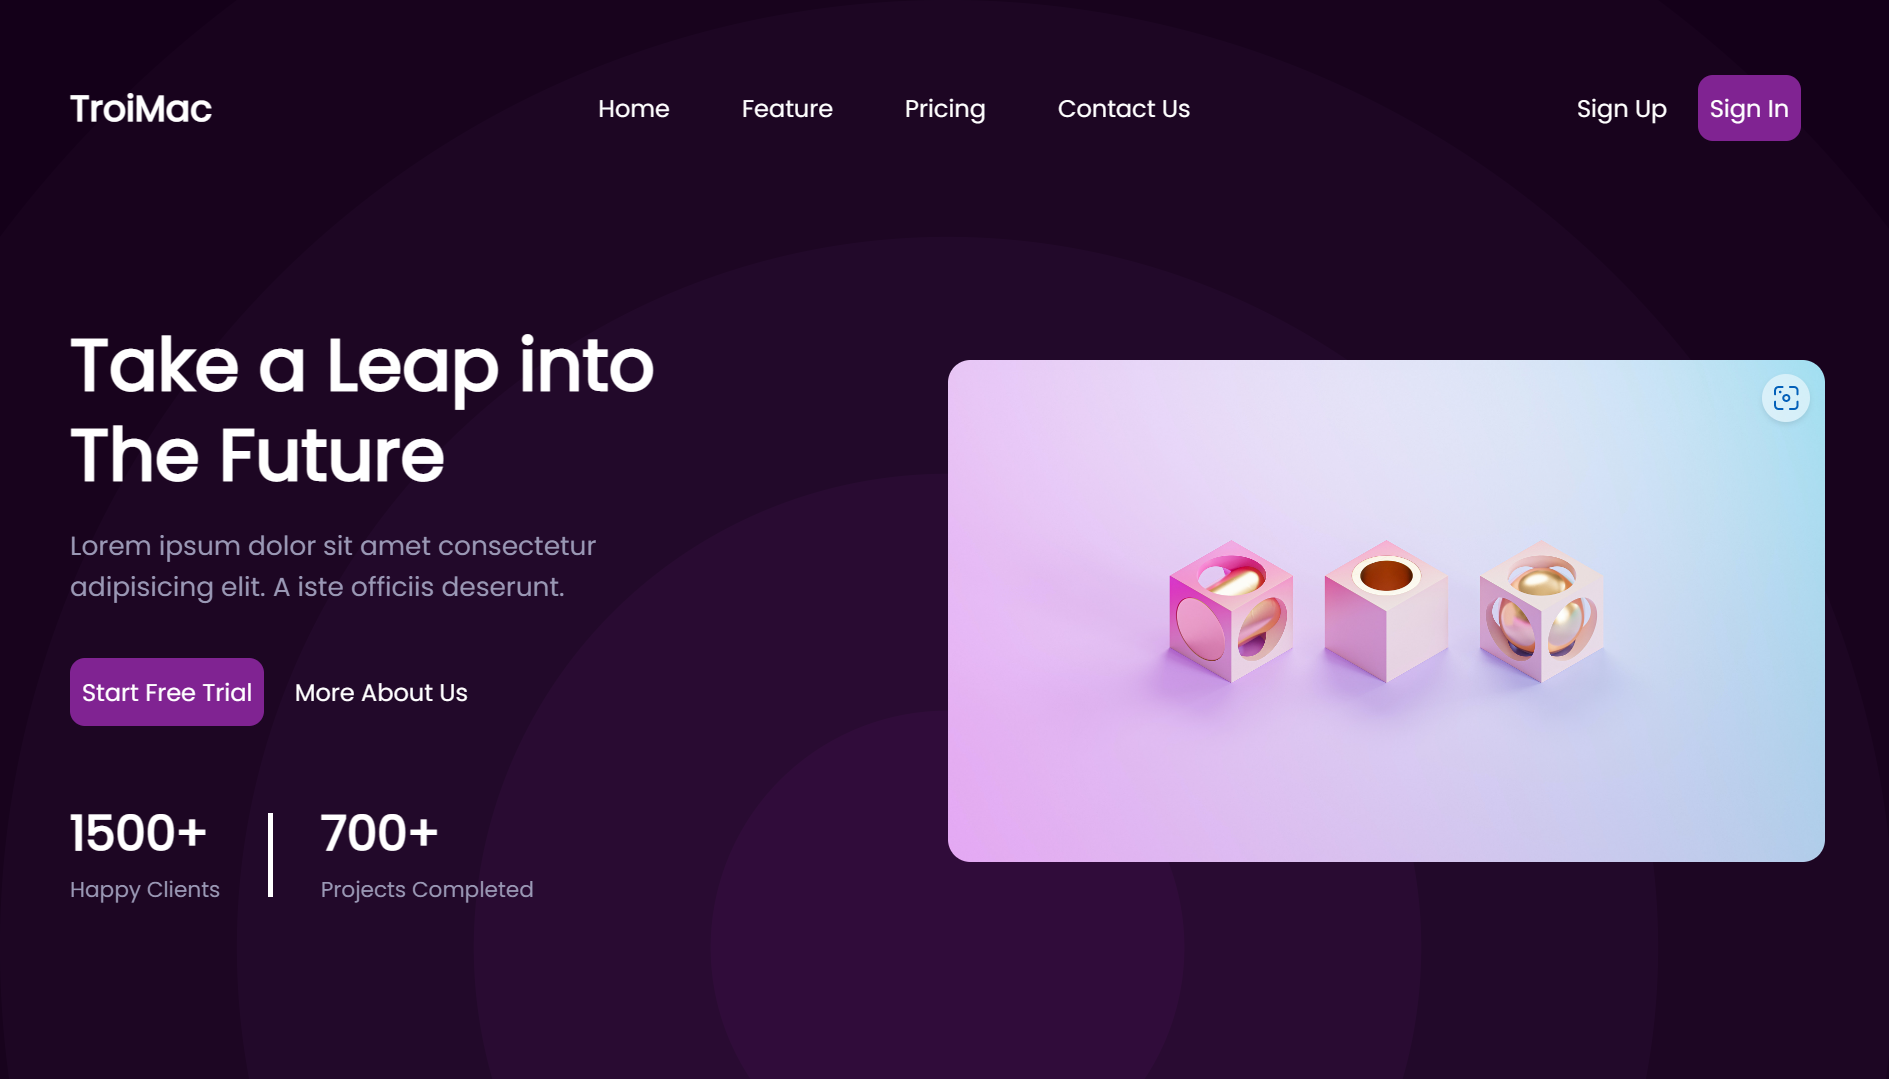 TroiMac
Home
Feature
Pricing
Contact Us
Sign Up
Sign In
Take a Leap into
The Future
Lorem ipsum dolor sit amet consectetur
adipisicing elit. A iste officiis deserunt.
Start Free Trial
More About Us
1500+
Happy Clients
700+
Projects Completed